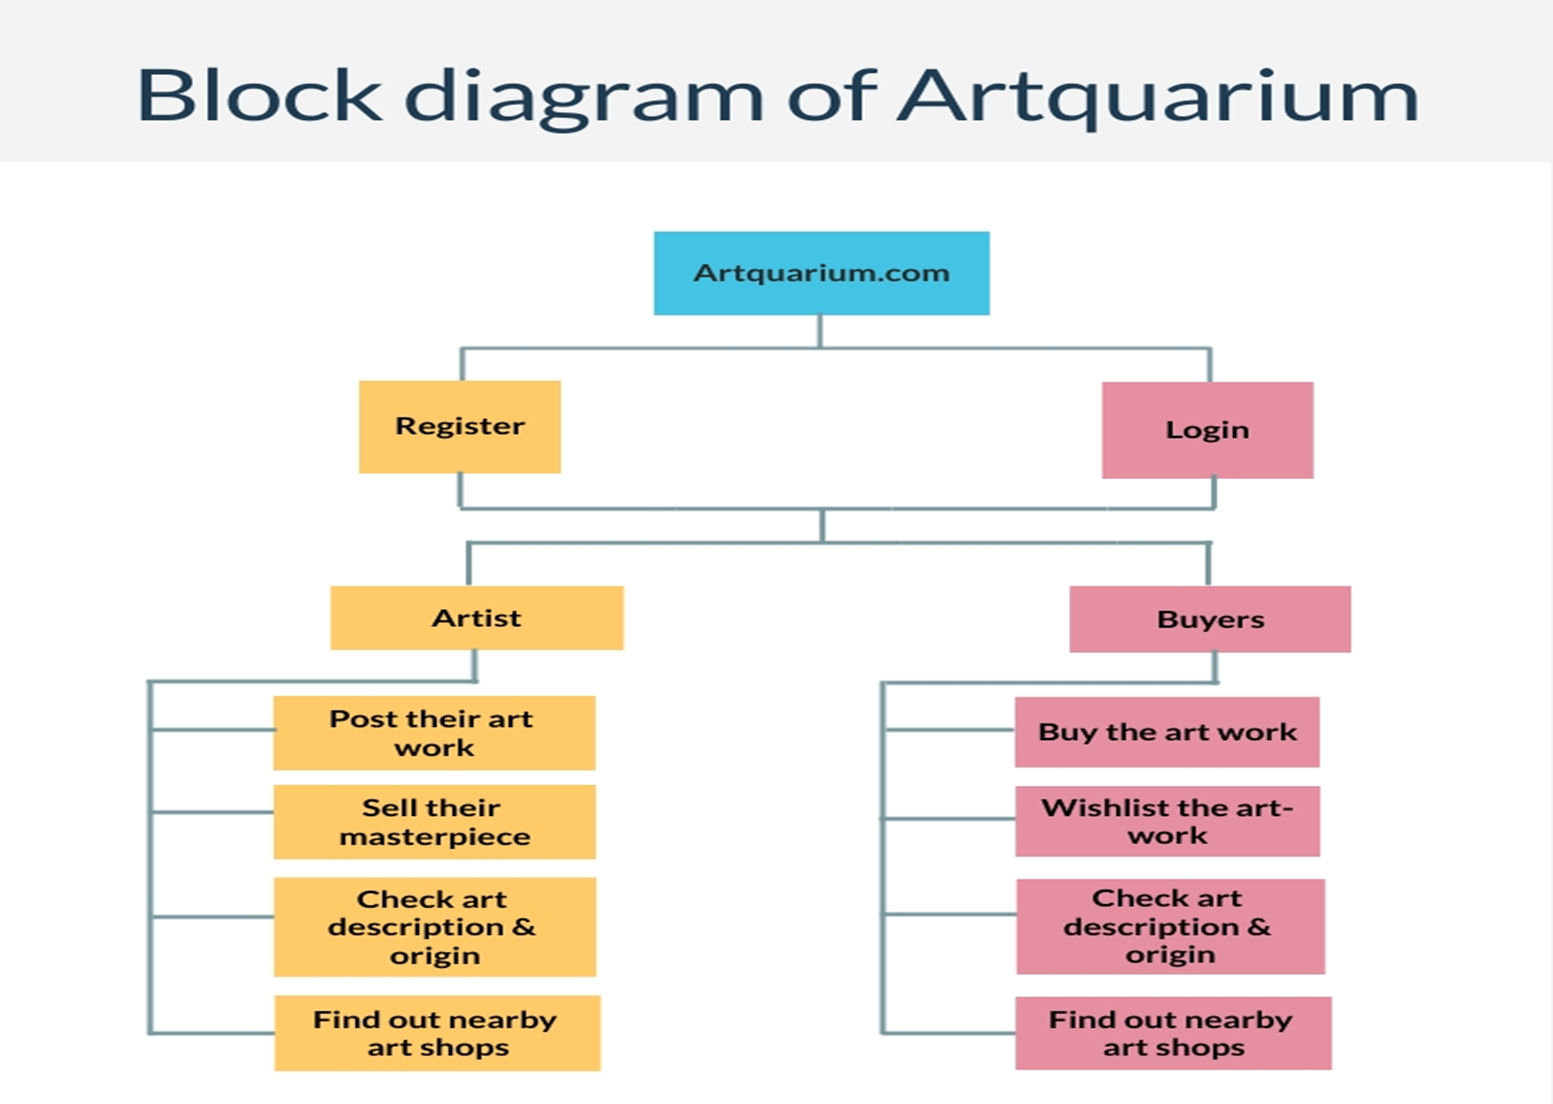 Block diagram of Artquarium
Artquarium.com
Register
Login
Artist
Buyers
Post their art
work
Sell their
masterpiece
Check art
description &
origin
Find out nearby
art shops
Buy the art work
Wishlist the art-
work
Check art
description &
origin
Find out nearby
art shops